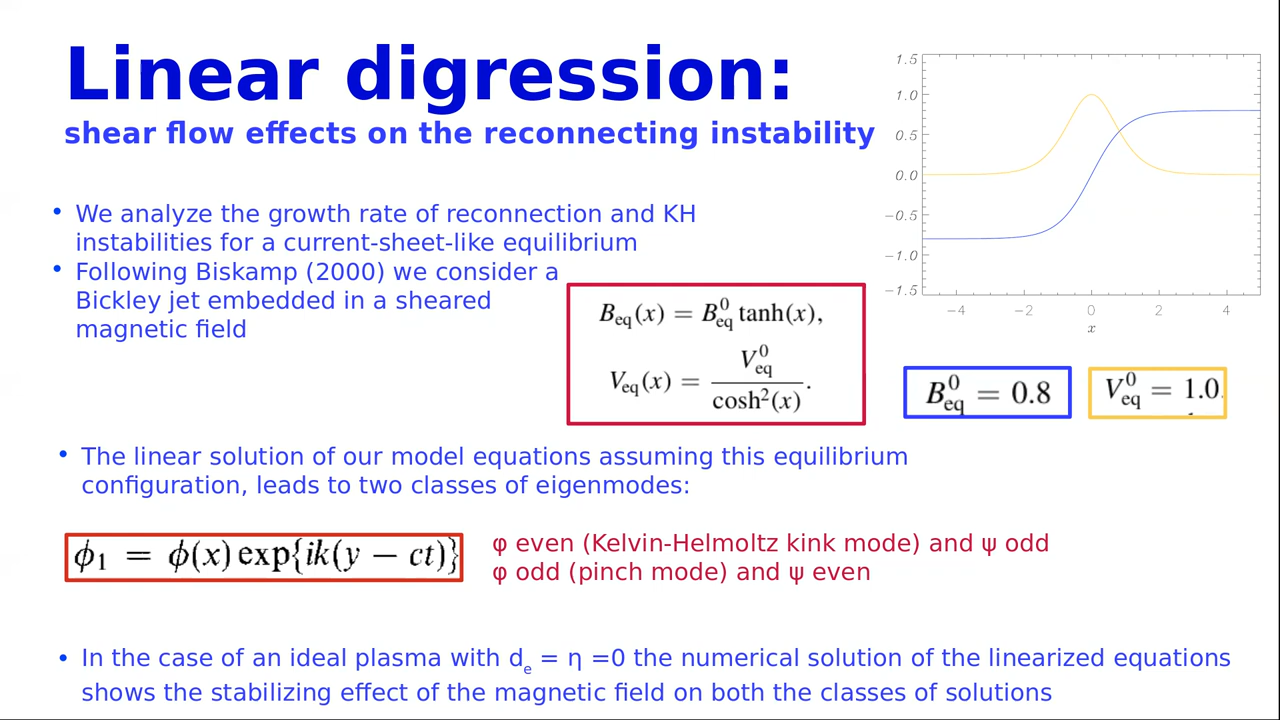 Linear digression:
shear flow effects on the reconnecting instability
1.5
1.0
0.5
0.0
−0.5
−1.0
−1.5
−4 −2 0 2 4
x
• We analyze the growth rate of reconnection and KH
instabilities for a current-sheet-like equilibrium
• Following Biskamp (2000) we consider a
Bickley jet embedded in a sheared
magnetic field
B_eq(x) = B^0_eq tanh(x),
V_eq(x) = V^0_eq / cosh²(x) .
B^0_eq = 0.8
V^0_eq = 1.0.
• The linear solution of our model equations assuming this equilibrium
configuration, leads to two classes of eigenmodes:
ϕ₁ = ϕ(x) exp{ik(y − ct)}
φ even (Kelvin-Helmoltz kink mode) and ψ odd
φ odd (pinch mode) and ψ even
• In the case of an ideal plasma with d_e = η =0 the numerical solution of the linearized equations
shows the stabilizing effect of the magnetic field on both the classes of solutions